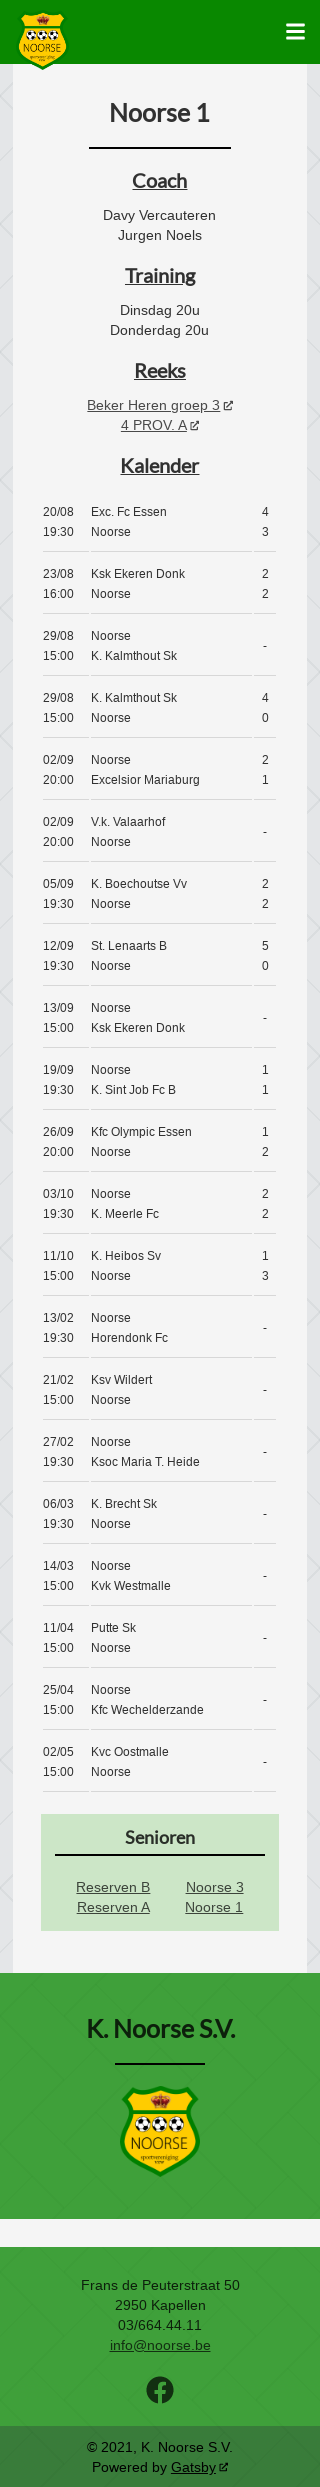 NOORSE
sportvereniging
Noorse 1
Coach
Davy Vercauteren
Jurgen Noels
Training
Dinsdag 20u
Donderdag 20u
Reeks
Beker Heren groep 3
4 PROV. A
Kalender
20/08 Exc. Fc Essen 4
19:30 Noorse 3
23/08 Ksk Ekeren Donk 2
16:00 Noorse 2
29/08 Noorse -
15:00 K. Kalmthout Sk
29/08 K. Kalmthout Sk 4
15:00 Noorse 0
02/09 Noorse 2
20:00 Excelsior Mariaburg 1
02/09 V.k. Valaarhof -
20:00 Noorse
05/09 K. Boechoutse Vv 2
19:30 Noorse 2
12/09 St. Lenaarts B 5
19:30 Noorse 0
13/09 Noorse -
15:00 Ksk Ekeren Donk
19/09 Noorse 1
19:30 K. Sint Job Fc B 1
26/09 Kfc Olympic Essen 1
20:00 Noorse 2
03/10 Noorse 2
19:30 K. Meerle Fc 2
11/10 K. Heibos Sv 1
15:00 Noorse 3
13/02 Noorse -
19:30 Horendonk Fc
21/02 Ksv Wildert -
15:00 Noorse
27/02 Noorse -
19:30 Ksoc Maria T. Heide
06/03 K. Brecht Sk -
19:30 Noorse
14/03 Noorse -
15:00 Kvk Westmalle
11/04 Putte Sk -
15:00 Noorse
25/04 Noorse -
15:00 Kfc Wechelderzande
02/05 Kvc Oostmalle -
15:00 Noorse
Senioren
Reserven B Noorse 3
Reserven A Noorse 1
K. Noorse S.V.
NOORSE
sportvereniging
Frans de Peuterstraat 50
2950 Kapellen
03/664.44.11
info@noorse.be
© 2021, K. Noorse S.V.
Powered by Gatsby